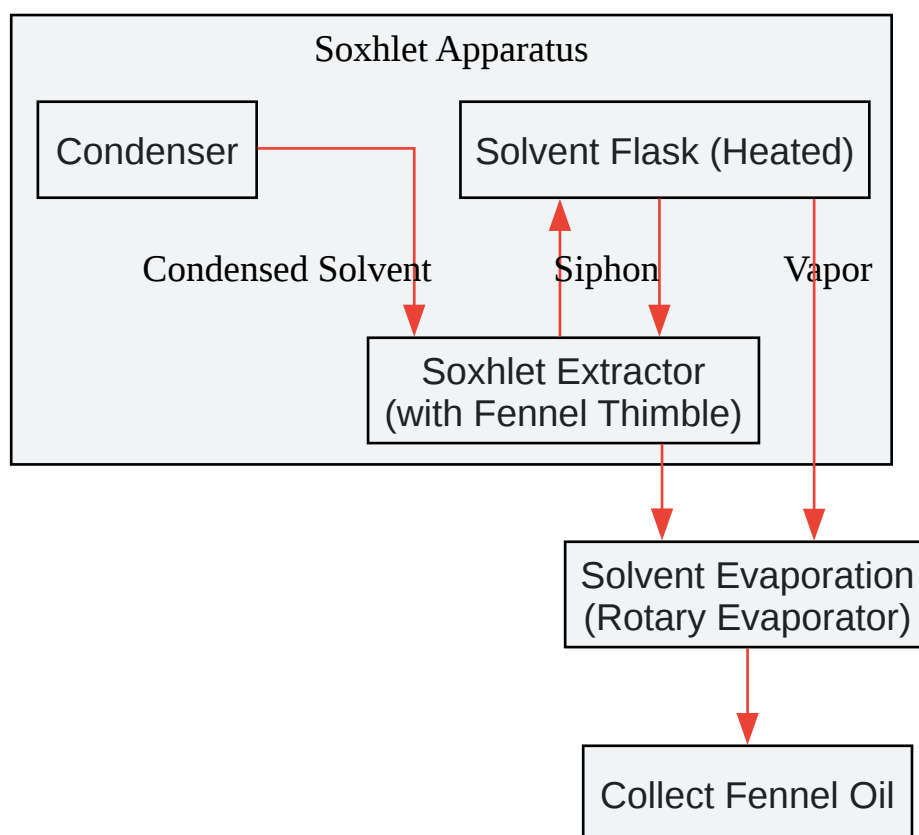 Soxhlet Apparatus
Condenser
Solvent Flask (Heated)
Condensed Solvent
Siphon
Vapor
Soxhlet Extractor
(with Fennel Thimble)
Solvent Evaporation
(Rotary Evaporator)
Collect Fennel Oil